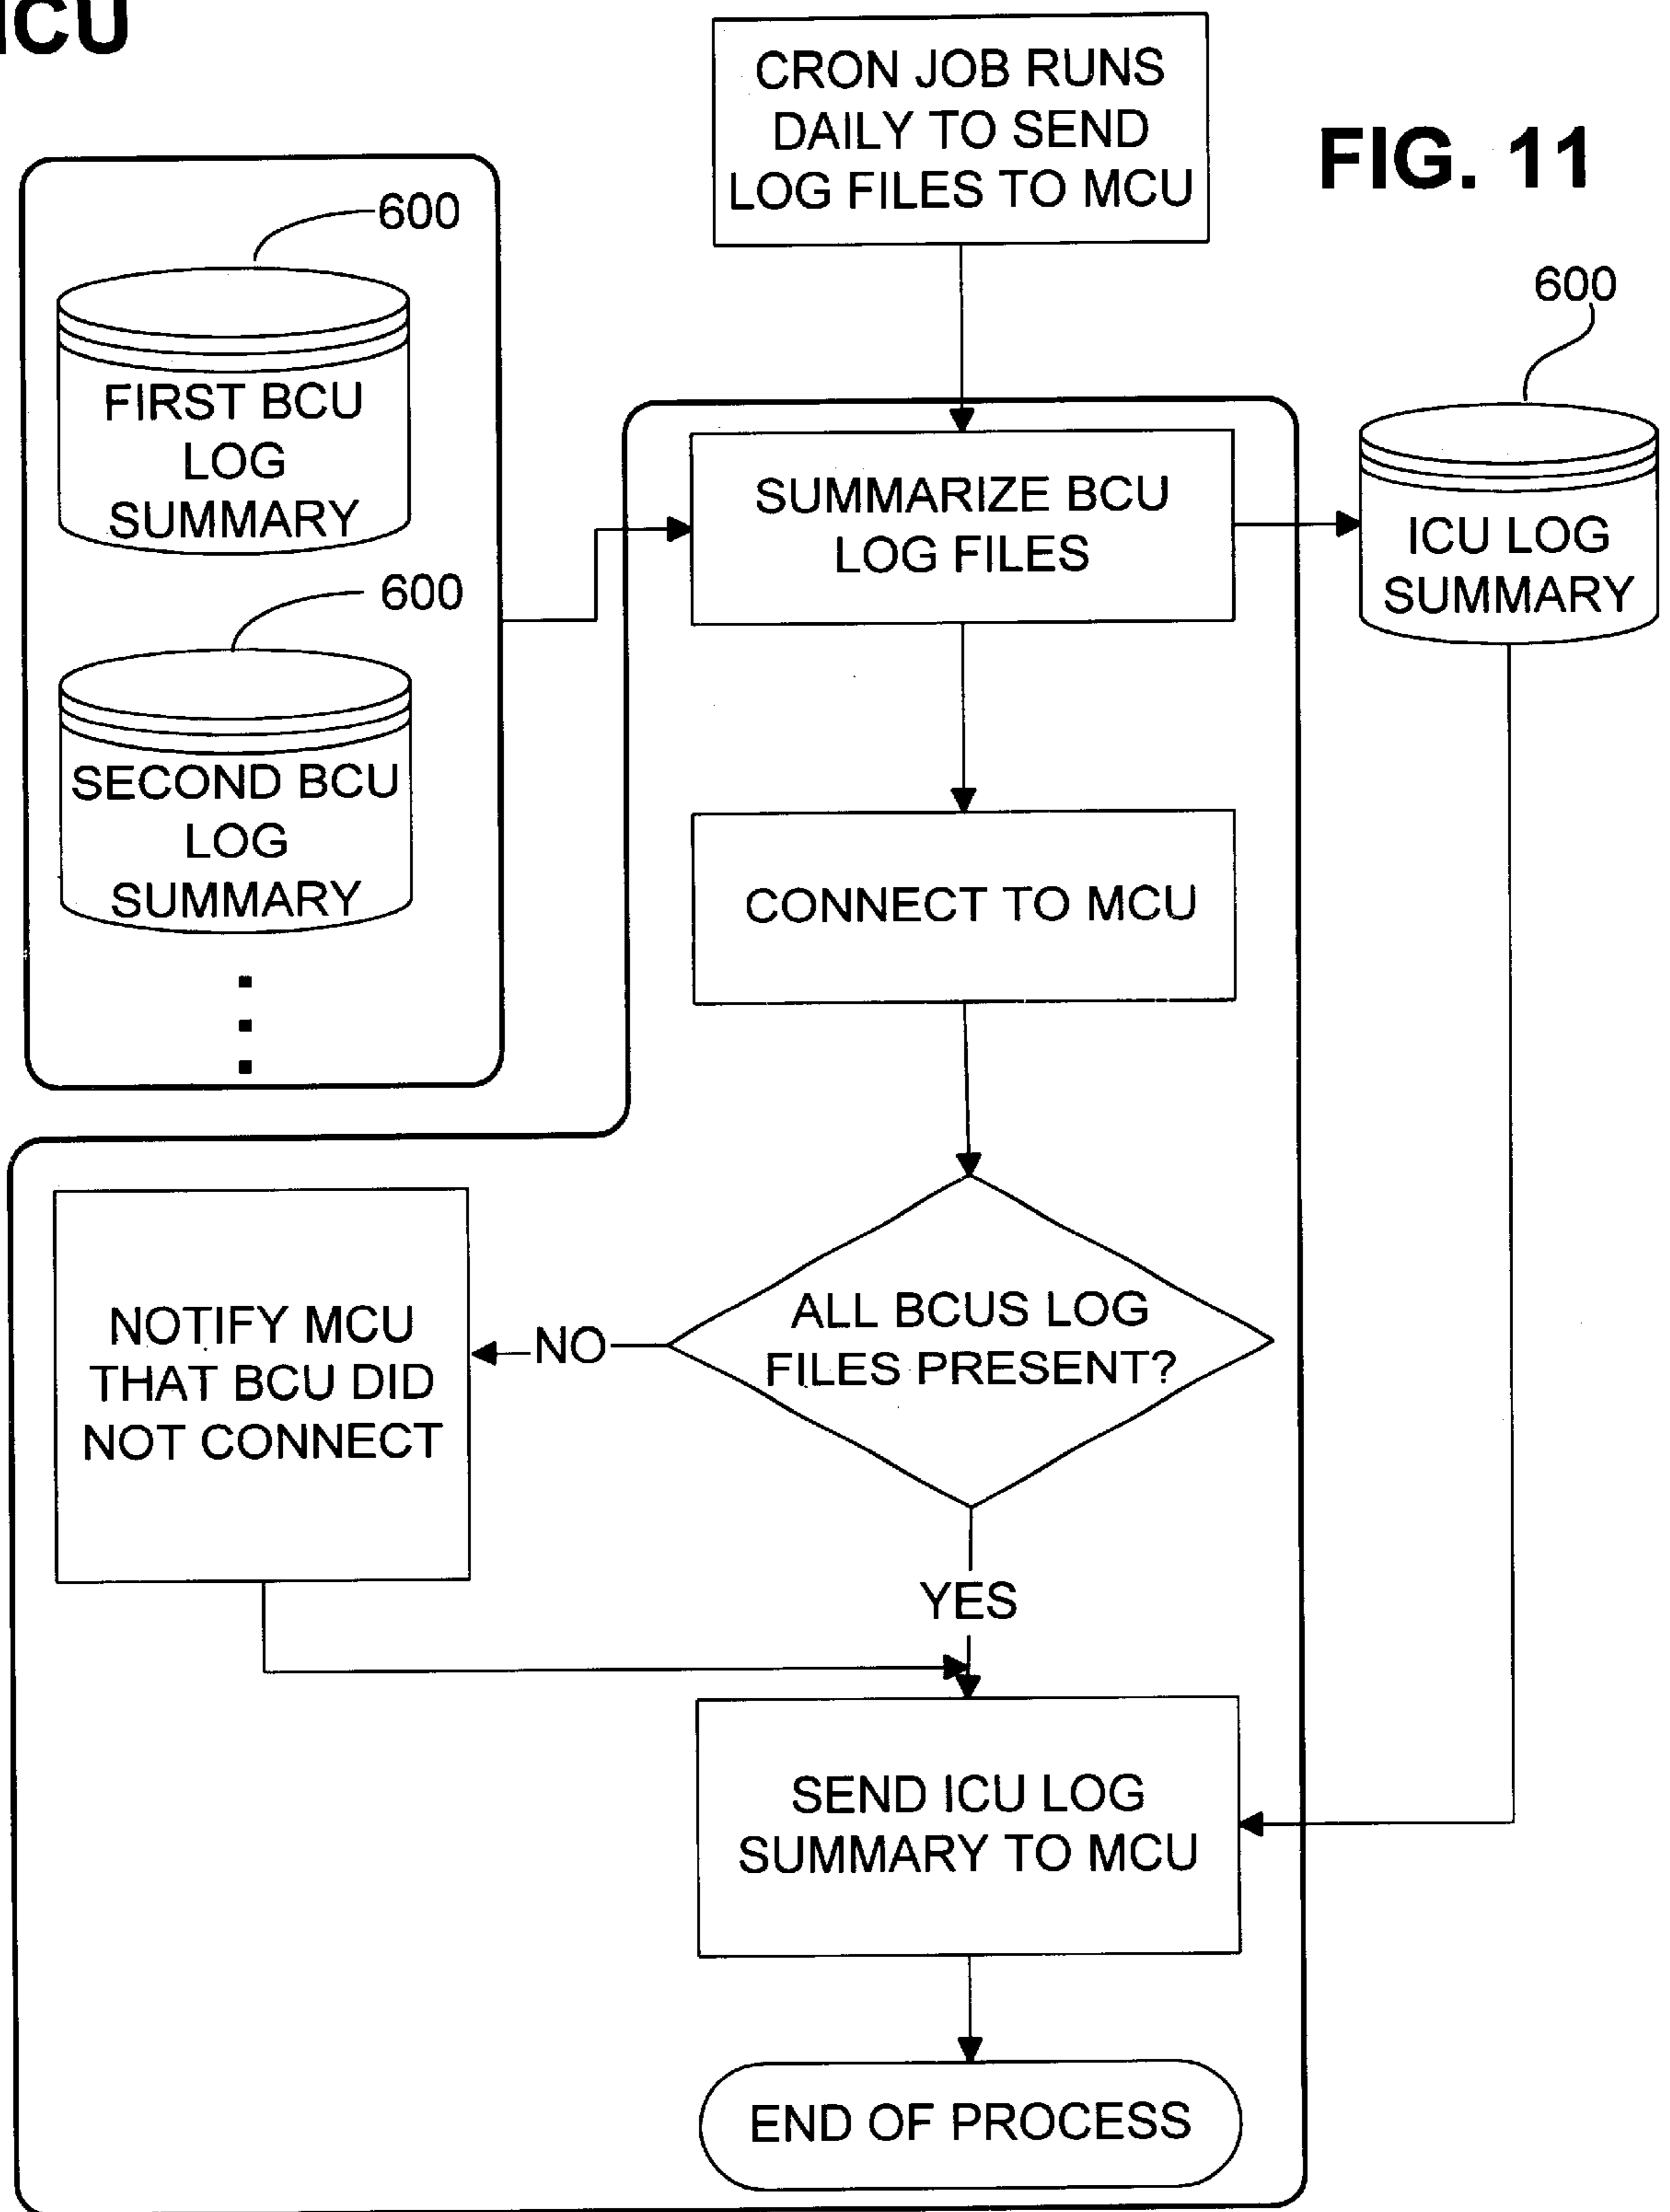 CRON JOB RUNS
DAILY TO SEND
LOG FILES TO MCU
FIG. 11
600
FIRST BCU
LOG
SUMMARY
600
SECOND BCU
LOG
SUMMARY
600
ICU LOG
SUMMARY
SUMMARIZE BCU
LOG FILES
CONNECT TO MCU
ALL BCUS LOG
FILES PRESENT?
NO
NOTIFY MCU
THAT BCU DID
NOT CONNECT
YES
SEND ICU LOG
SUMMARY TO MCU
END OF PROCESS